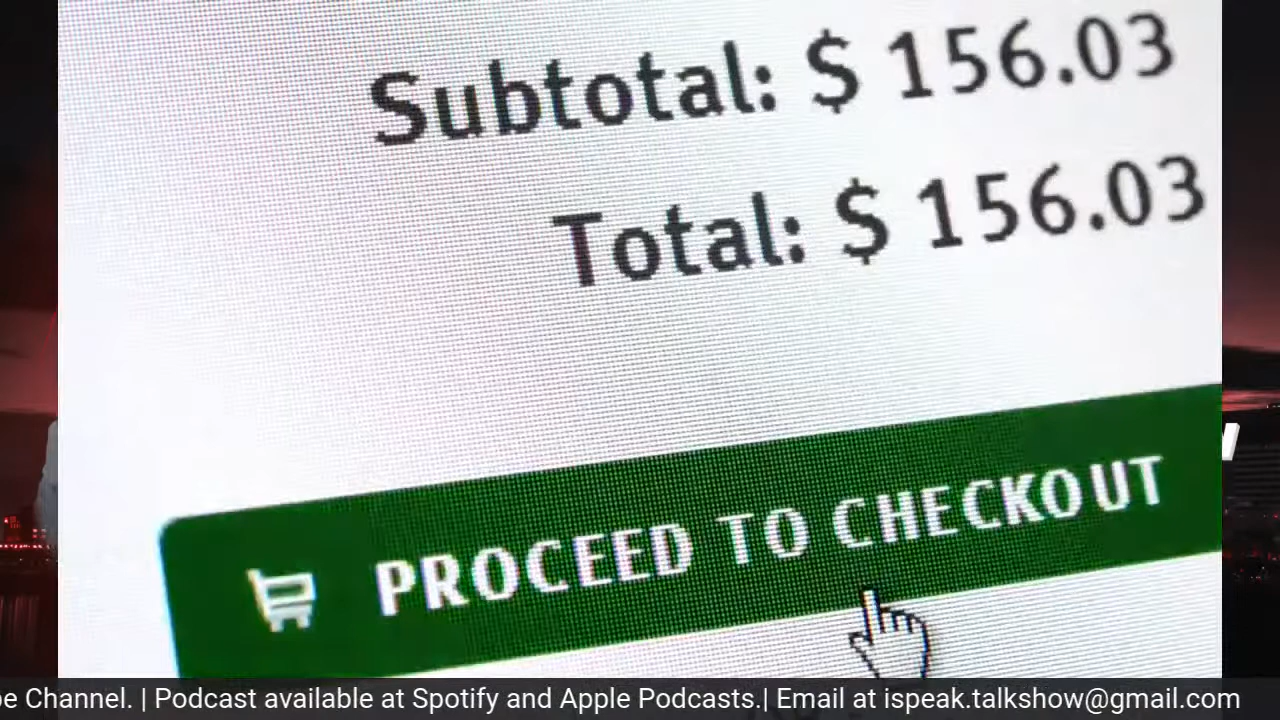 Subtotal: $ 156.03
Total: $ 156.03
PROCEED TO CHECKOUT
Channel. | Podcast available at Spotify and Apple Podcasts.| Email at ispeak.talkshow@gmail.com